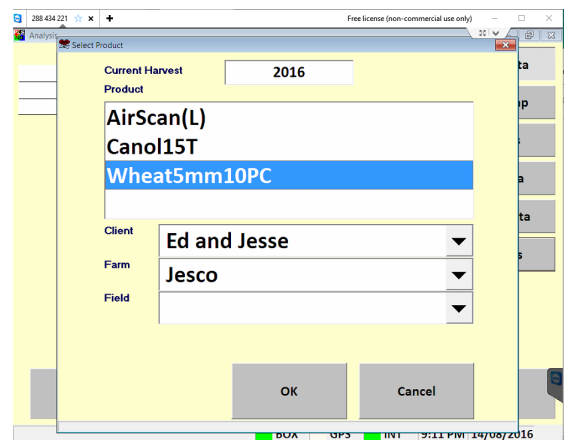 288 434 221
Free license (non-commercial use only)
Analysis
Select Product
Current Harvest 2016
Product
AirScan(L)
Canol15T
Wheat5mm10PC
Client Ed and Jesse
Farm Jesco
Field
OK Cancel
BOX GPS INT 9:11 PM 14/08/2016